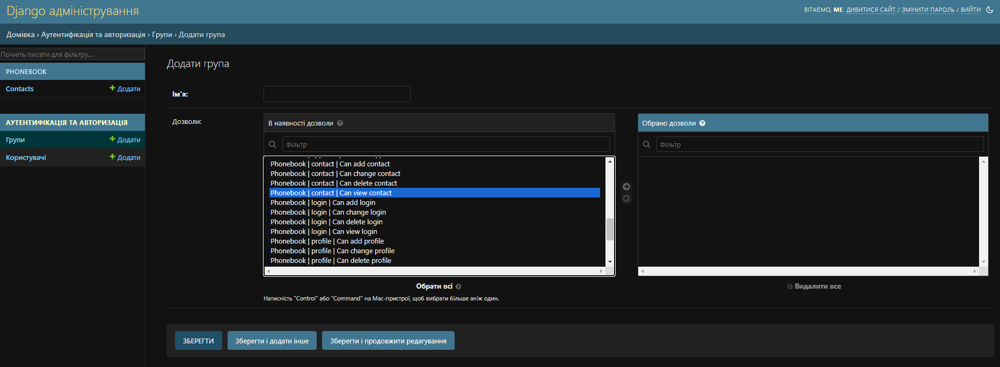 Django адміністрування
ВІТАЄМО, ME. ДИВИТИСЯ САЙТ / ЗМІНИТИ ПАРОЛЬ / ВИЙТИ
Домівка › Аутентифікація та авторизація › Групи › Додати група
Почніть писати для фільтру...
PHONEBOOK
Contacts
Додати
АУТЕНТИФІКАЦІЯ ТА АВТОРИЗАЦІЯ
Групи
Додати
Користувачі
Додати
Додати група
Ім'я:
Дозволи:
В наявності дозволи
Фільтр
Phonebook | contact | Can add contact
Phonebook | contact | Can change contact
Phonebook | contact | Can delete contact
Phonebook | contact | Can view contact
Phonebook | login | Can add login
Phonebook | login | Can change login
Phonebook | login | Can delete login
Phonebook | login | Can view login
Phonebook | profile | Can add profile
Phonebook | profile | Can change profile
Phonebook | profile | Can delete profile
Обрати всі
Натисність "Control" або "Command" на Mac-пристрої, щоб вибрати більше аніж один.
Обрано дозволи
Фільтр
Видалити все
ЗБЕРЕГТИ
Зберегти і додати інше
Зберегти і продовжити редагування